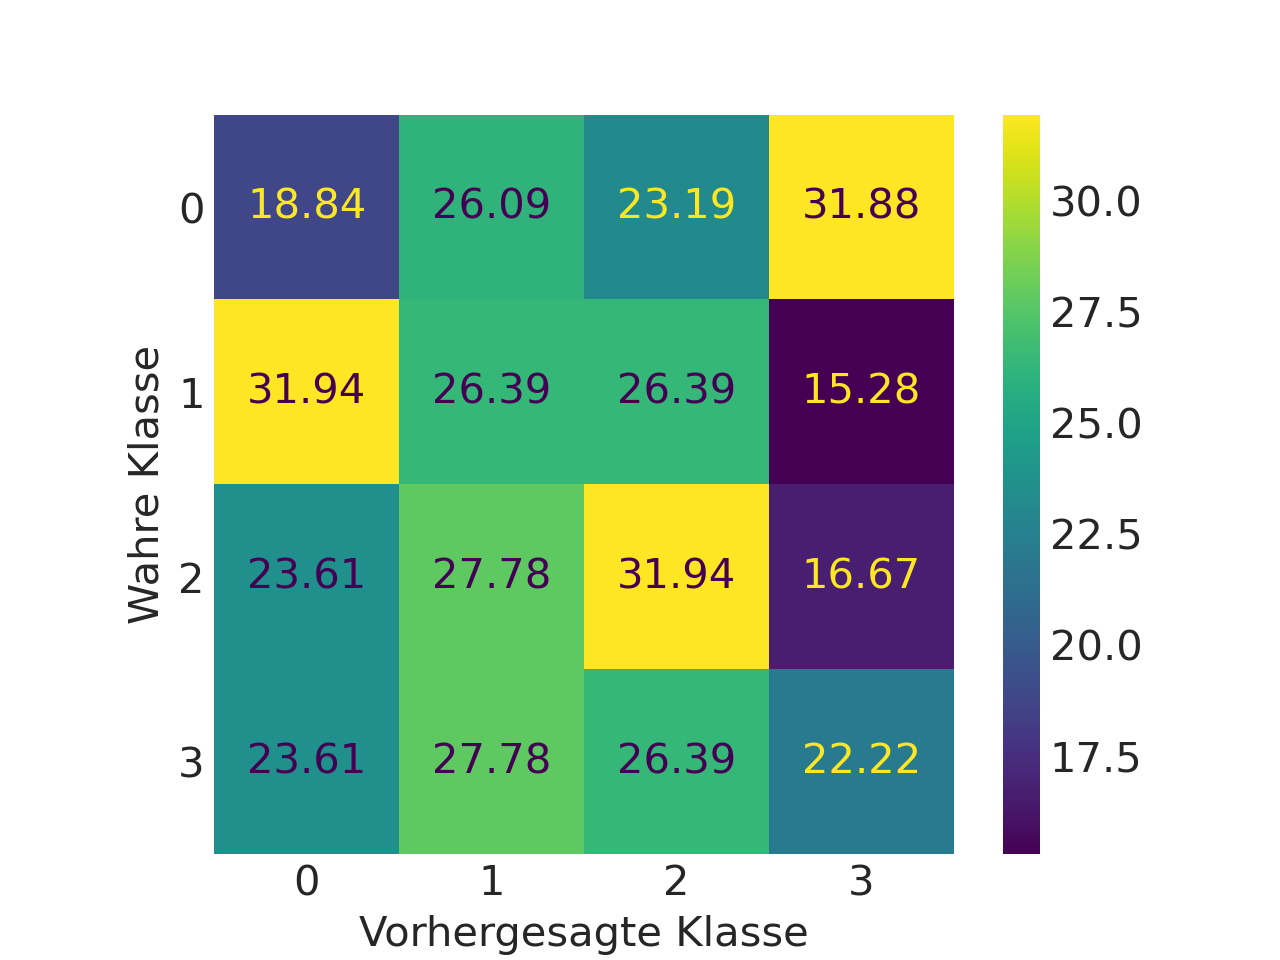 0 18.84 26.09 23.19 31.88
1 31.94 26.39 26.39 15.28
2 23.61 27.78 31.94 16.67
3 23.61 27.78 26.39 22.22
0 1 2 3
Vorhergesagte Klasse
Wahre Klasse
30.0
27.5
25.0
22.5
20.0
17.5